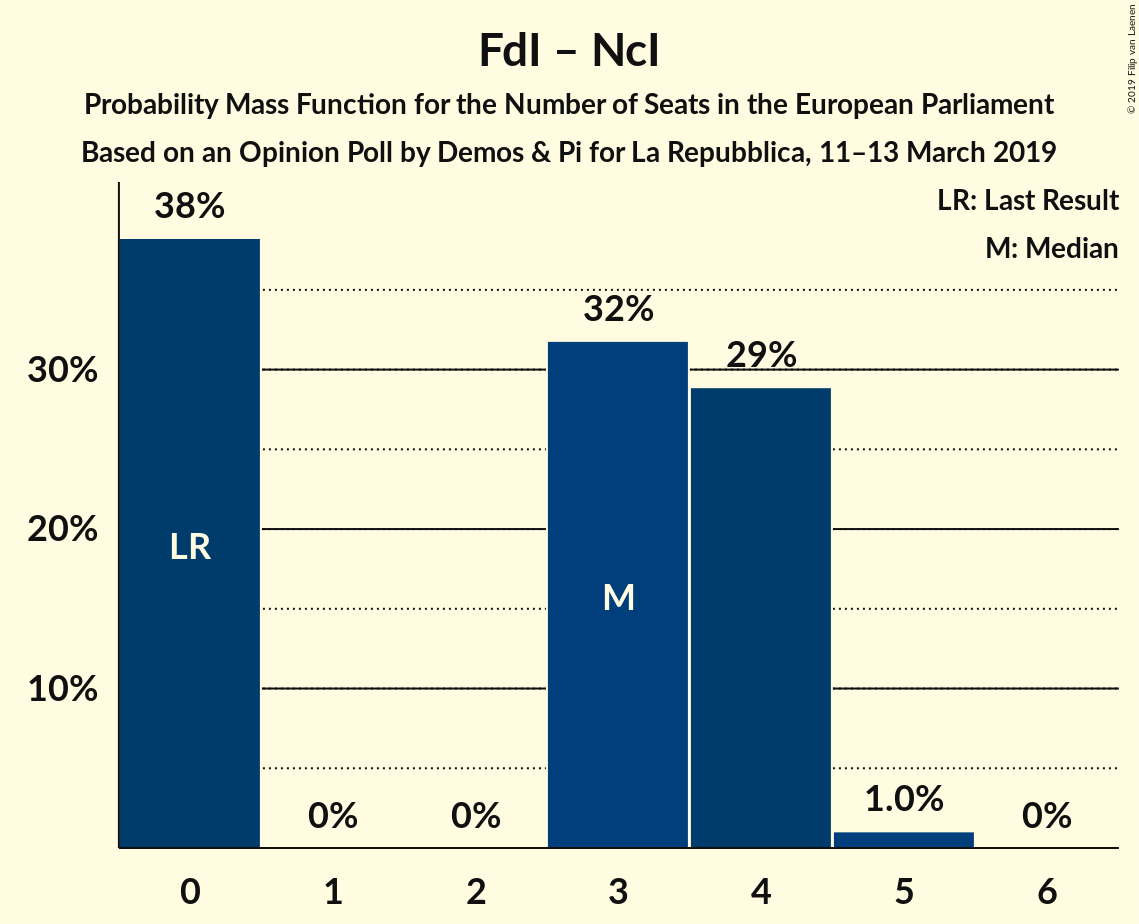 FdI – NcI
Probability Mass Function for the Number of Seats in the European Parliament
Based on an Opinion Poll by Demos & Pi for La Repubblica, 11–13 March 2019
© 2019 Filip van Laenen
LR: Last Result
M: Median
38%
32%
29%
30%
20%
10%
LR
M
0%
0%
1.0%
0%
0
1
2
3
4
5
6